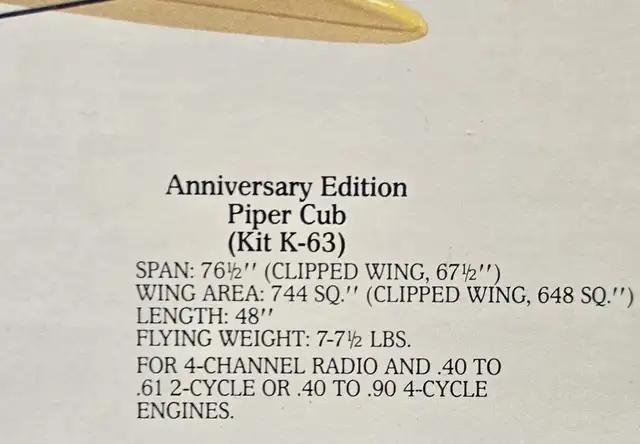 Anniversary Edition
Piper Cub
(Kit K-63)
SPAN: 76½″ (CLIPPED WING, 67½″)
WING AREA: 744 SQ.″ (CLIPPED WING, 648 SQ.″)
LENGTH: 48″
FLYING WEIGHT: 7-7½ LBS.
FOR 4-CHANNEL RADIO AND .40 TO
.61 2-CYCLE OR .40 TO .90 4-CYCLE
ENGINES.